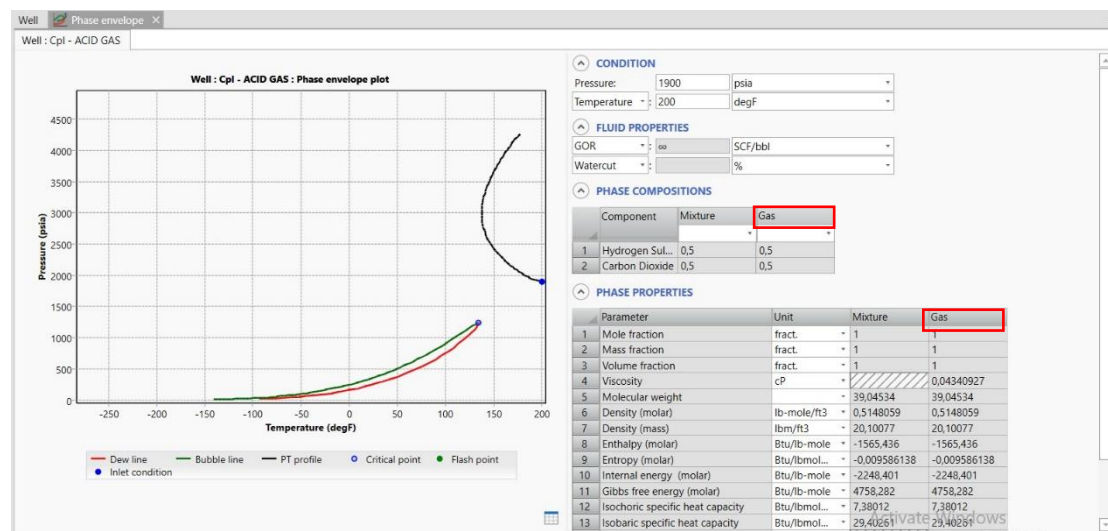 Well
Phase envelope ×
Well : Cpl - ACID GAS
Well : Cpl - ACID GAS : Phase envelope plot
4500
4000
3500
3000
2500
2000
1500
1000
500
0
Pressure (psia)
-250 -200 -150 -100 -50 0 50 100 150 200
Temperature (degF)
Dew line Bubble line PT profile Critical point Flash point
Inlet condition
CONDITION
Pressure: 1900 psia
Temperature : 200 degF
FLUID PROPERTIES
GOR : ∞ SCF/bbl
Watercut : %
PHASE COMPOSITIONS
Component Mixture Gas
1 Hydrogen Sul... 0,5 0,5
2 Carbon Dioxide 0,5 0,5
PHASE PROPERTIES
Parameter Unit Mixture Gas
1 Mole fraction fract. 1 1
2 Mass fraction fract. 1 1
3 Volume fraction fract. 1 1
4 Viscosity cP 0,04340927
5 Molecular weight 39,04534 39,04534
6 Density (molar) lb-mole/ft3 0,5148059 0,5148059
7 Density (mass) lbm/ft3 20,10077 20,10077
8 Enthalpy (molar) Btu/lb-mole -1565,436 -1565,436
9 Entropy (molar) Btu/lbmol... -0,009586138 -0,009586138
10 Internal energy (molar) Btu/lb-mole -2248,401 -2248,401
11 Gibbs free energy (molar) Btu/lb-mole 4758,282 4758,282
12 Isochoric specific heat capacity Btu/lbmol... 7,38012 7,38012
13 Isobaric specific heat capacity Btu/lbmol... 29,40261 29,40261
Activate Windows